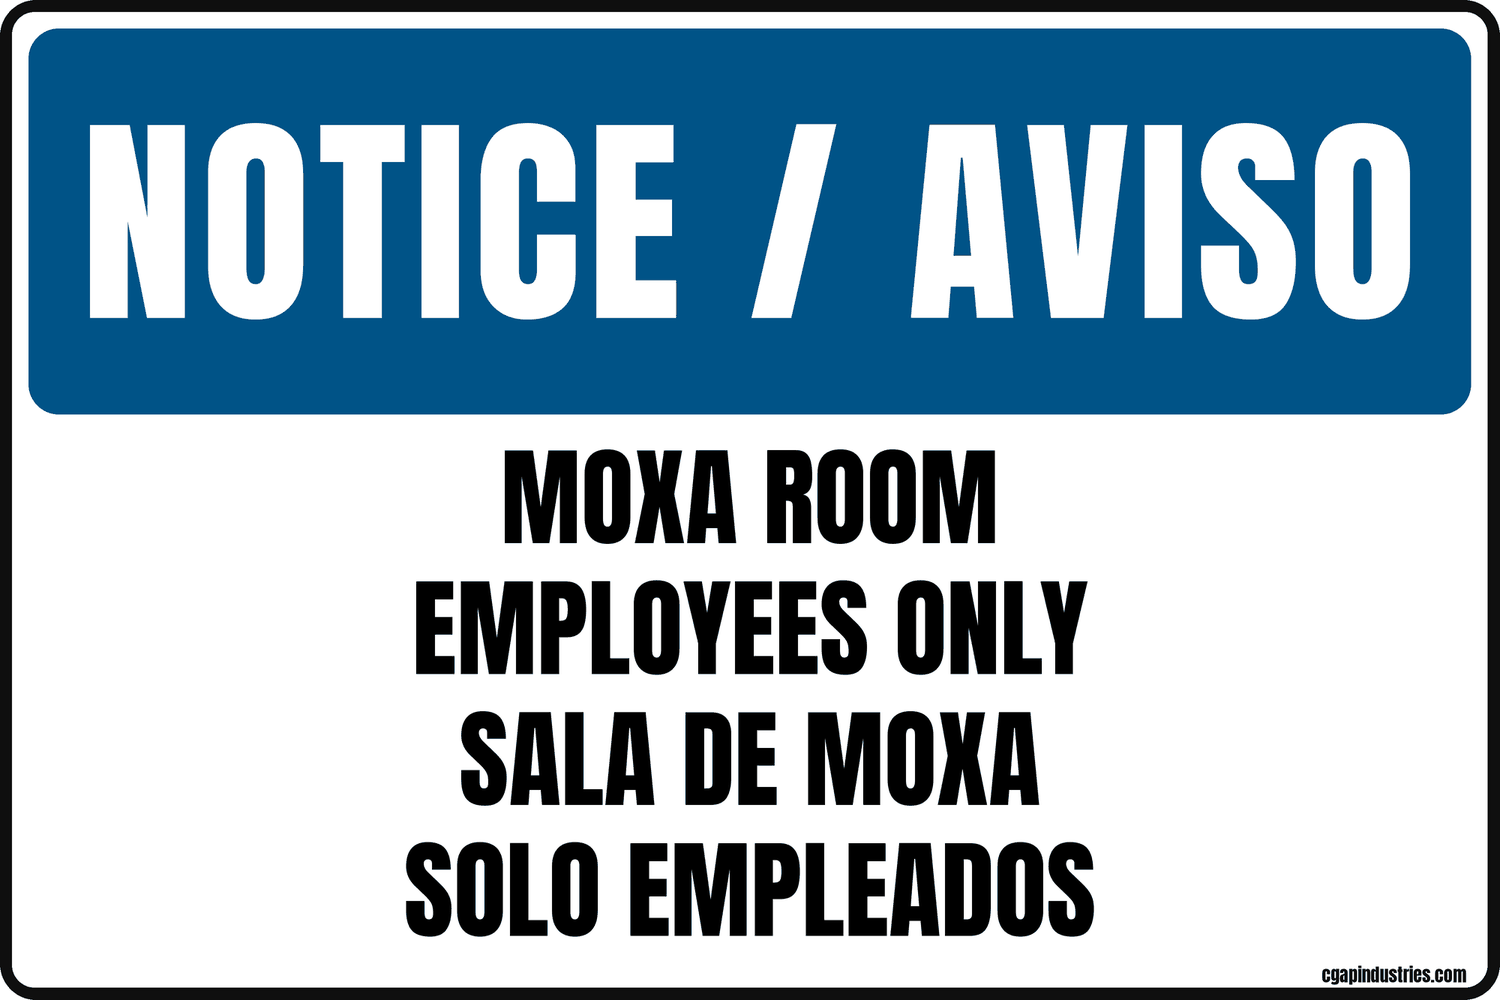 NOTICE / AVISO
MOXA ROOM
EMPLOYEES ONLY
SALA DE MOXA
SOLO EMPLEADOS
cgapindustries.com